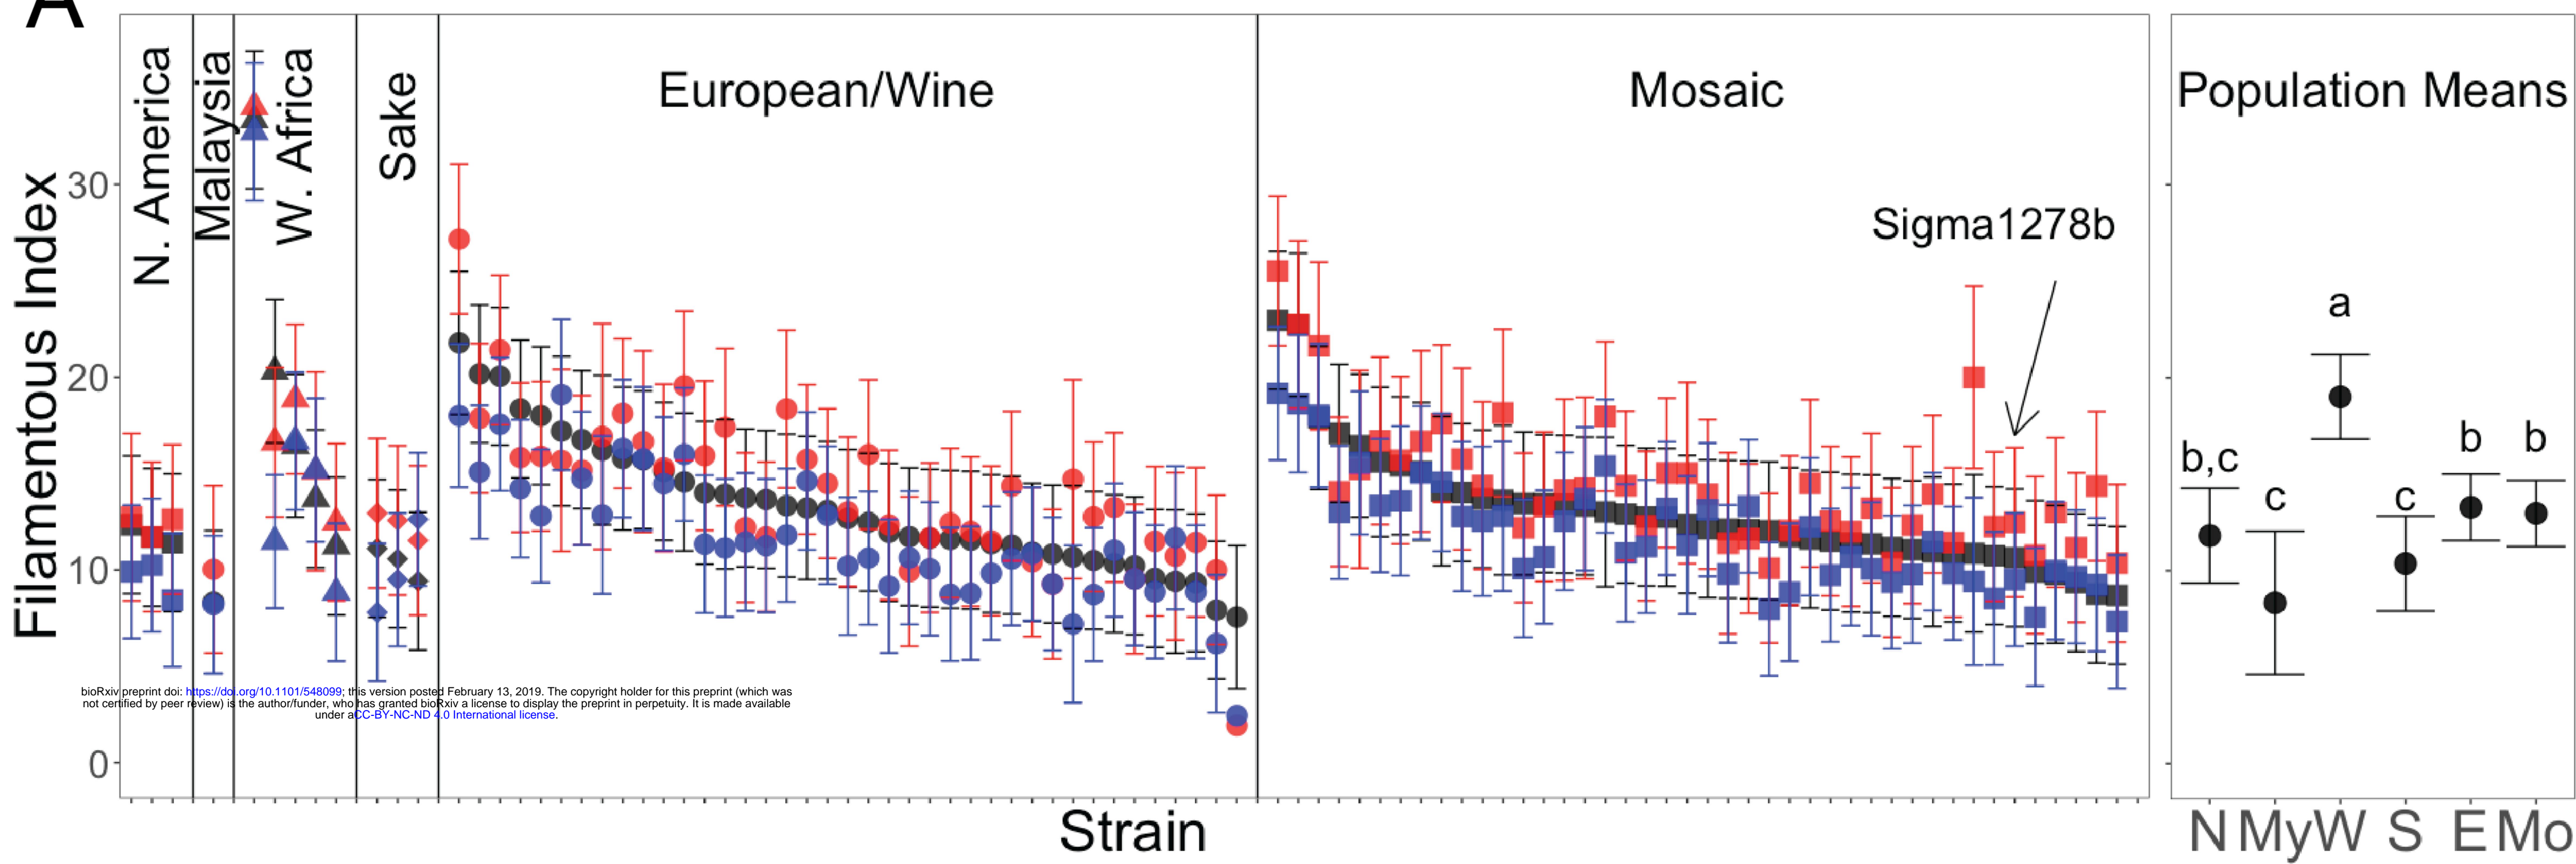 A
N. America
Malaysia
W. Africa
Sake
European/Wine
Mosaic
Sigma1278b
Population Means
Filamentous Index
30
20
10
0
b,c
c
a
c
b
b
bioRxiv preprint doi: https://doi.org/10.1101/548099; this version posted February 13, 2019. The copyright holder for this preprint (which was
not certified by peer review) is the author/funder, who has granted bioRxiv a license to display the preprint in perpetuity. It is made available
under aCC-BY-NC-ND 4.0 International license.
Strain
N My W S E Mo